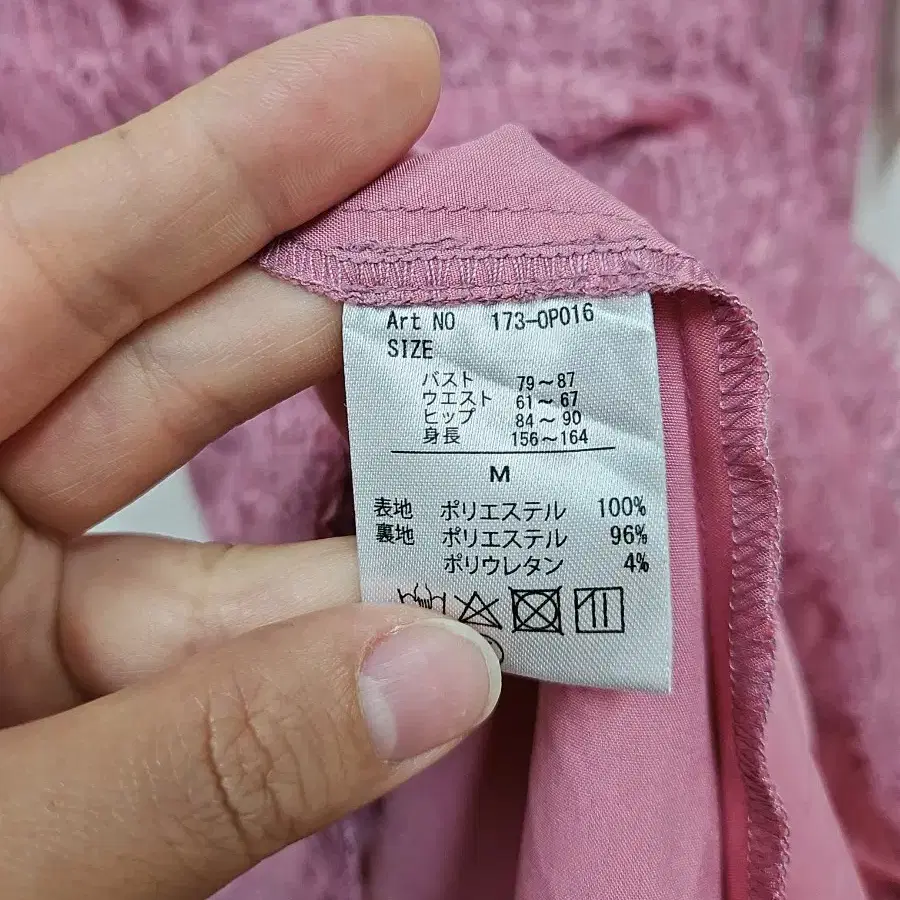 Art NO 173-OP016
SIZE
バスト 79～87
ウエスト 61～67
ヒップ 84～90
身長 156～164
M
表地 ポリエステル 100%
裏地 ポリエステル 96%
ポリウレタン 4%